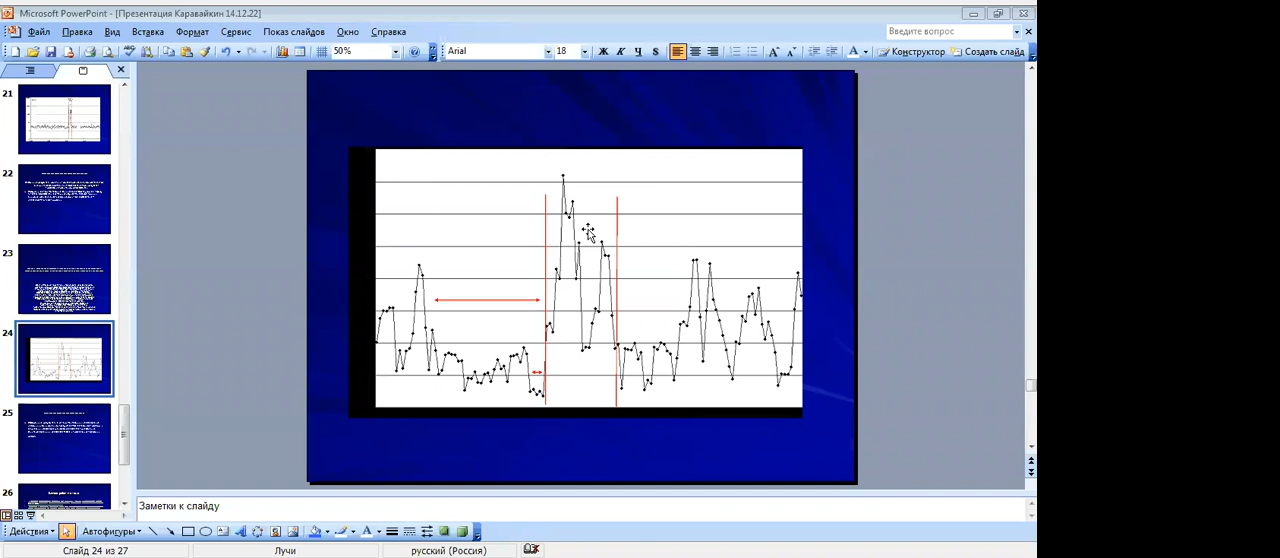 Microsoft PowerPoint - [Презентация Каравайкин 14.12.22]
Файл Правка Вид Вставка Формат Сервис Показ слайдов Окно Справка Введите вопрос
50% Arial 18 Ж К Ч S Конструктор Создать слайд
21
22
23
24
25
26
Заметки к слайду
Действия Автофигуры
Слайд 24 из 27 Лучи русский (Россия)